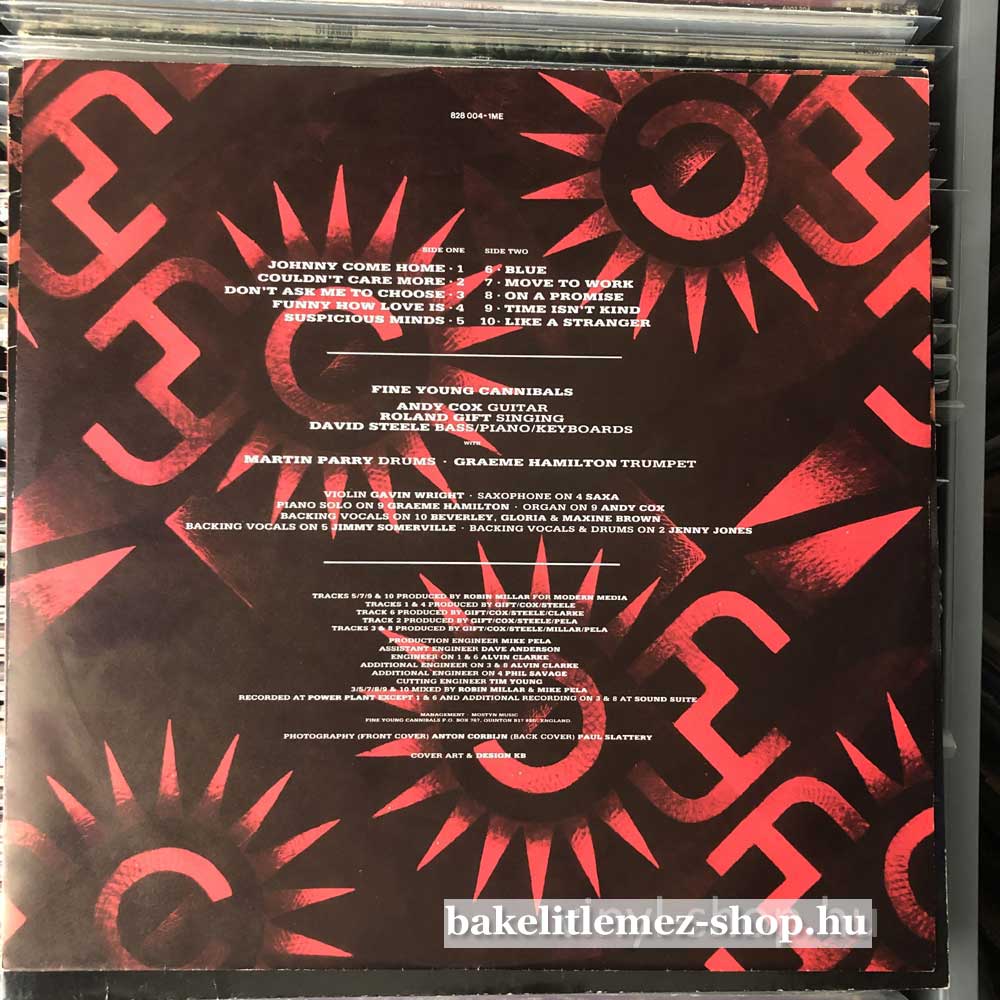 828 004-1ME
SIDE ONE SIDE TWO
JOHNNY COME HOME · 1 6 · BLUE
COULDN'T CARE MORE · 2 7 · MOVE TO WORK
DON'T ASK ME TO CHOOSE · 3 8 · ON A PROMISE
FUNNY HOW LOVE IS · 4 9 · TIME ISN'T KIND
SUSPICIOUS MINDS · 5 10 · LIKE A STRANGER
FINE YOUNG CANNIBALS
ANDY COX GUITAR
ROLAND GIFT SINGING
DAVID STEELE BASS/PIANO/KEYBOARDS
WITH
MARTIN PARRY DRUMS · GRAEME HAMILTON TRUMPET
VIOLIN GAVIN WRIGHT · SAXOPHONE ON 4 SAXA
PIANO SOLO ON 9 GRAEME HAMILTON · ORGAN ON 9 ANDY COX
BACKING VOCALS ON 10 BEVERLEY, GLORIA & MAXINE BROWN
BACKING VOCALS ON 5 JIMMY SOMERVILLE · BACKING VOCALS & DRUMS ON 2 JENNY JONES
TRACKS 5/7/9 & 10 PRODUCED BY ROBIN MILLAR FOR MODERN MEDIA
TRACKS 1 & 4 PRODUCED BY GIFT/COX/STEELE
TRACK 6 PRODUCED BY GIFT/COX/STEELE/CLARKE
TRACK 2 PRODUCED BY GIFT/COX/STEELE/PELA
TRACKS 3 & 8 PRODUCED BY GIFT/COX/STEELE/MILLAR/PELA
PRODUCTION ENGINEER MIKE PELA
ASSISTANT ENGINEER DAVE ANDERSON
ENGINEER ON 1 & 6 ALVIN CLARKE
ADDITIONAL ENGINEER ON 3 & 8 ALVIN CLARKE
ADDITIONAL ENGINEER ON 4 PHIL SAVAGE
CUTTING ENGINEER TIM YOUNG
3/5/7/8/9 & 10 MIXED BY ROBIN MILLAR & MIKE PELA
RECORDED AT POWER PLANT EXCEPT 1 & 6 AND ADDITIONAL RECORDING ON 3 & 8 AT SOUND SUITE
MANAGEMENT · MOSTYN MUSIC
FINE YOUNG CANNIBALS P.O. BOX 767, QUINTON B17 ENGLAND.
PHOTOGRAPHY (FRONT COVER) ANTON CORBIJN (BACK COVER) PAUL SLATTERY
COVER ART & DESIGN KB
bakelitlemez-shop.hu